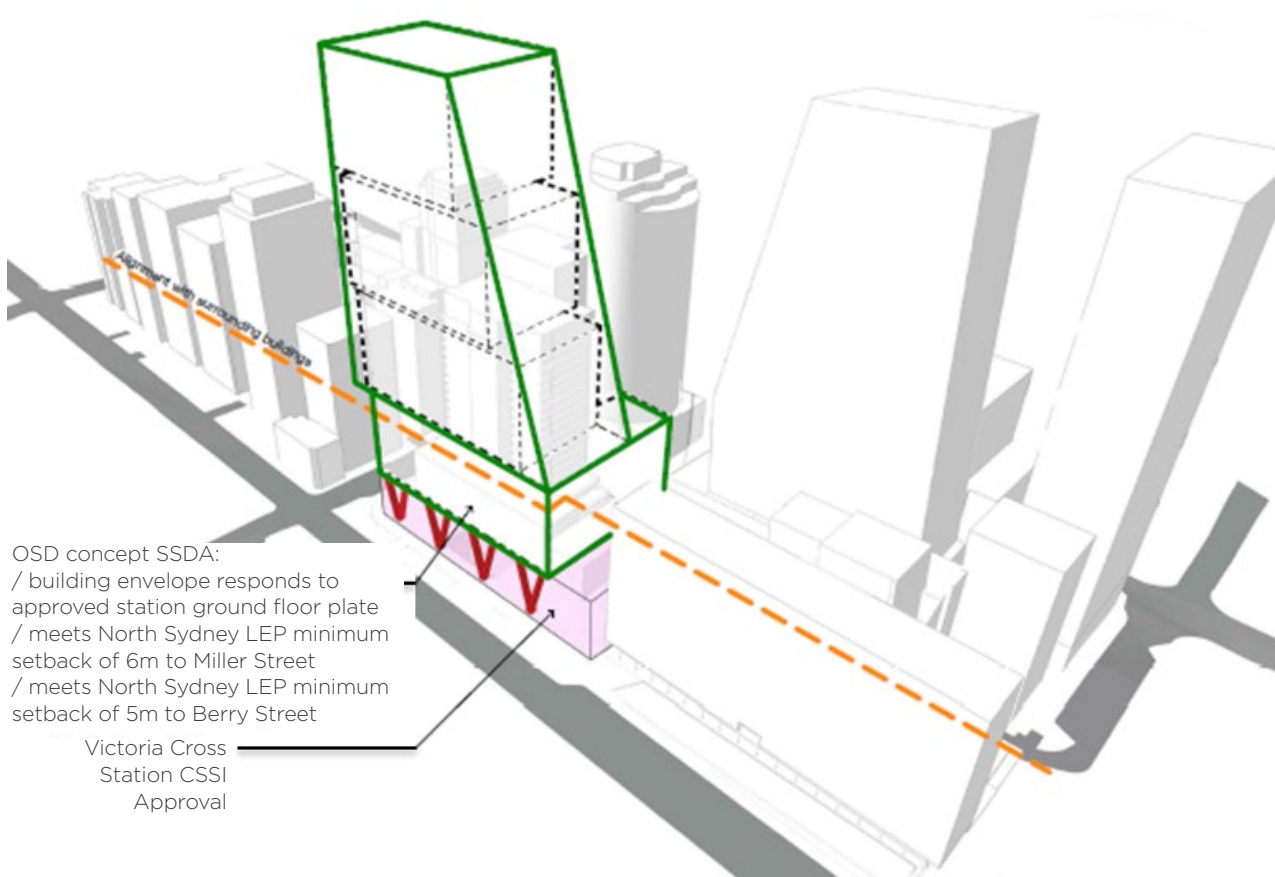 Alignment with surrounding buildings
OSD concept SSDA:
/ building envelope responds to
approved station ground floor plate
/ meets North Sydney LEP minimum
setback of 6m to Miller Street
/ meets North Sydney LEP minimum
setback of 5m to Berry Street
Victoria Cross
Station CSSI
Approval